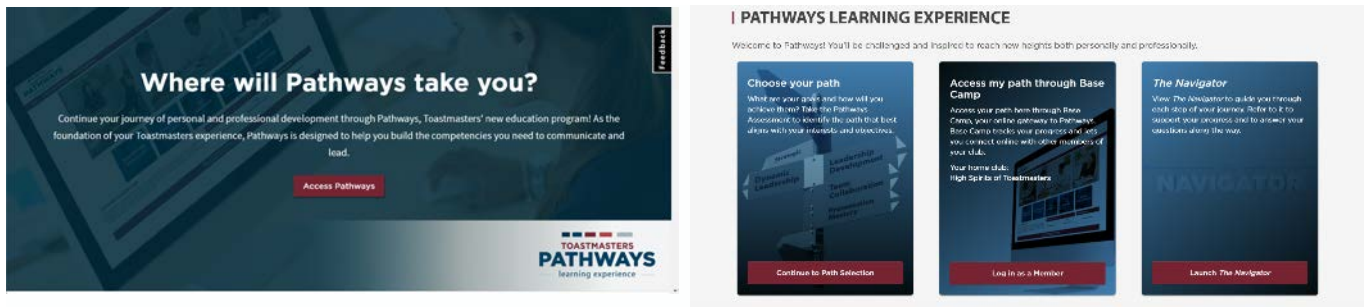 Where will Pathways take you?
Continue your journey of personal and professional development through Pathways, Toastmasters' new education program! As the
foundation of your Toastmasters experience, Pathways is designed to help you build the competencies you need to communicate and
lead.
Access Pathways
Feedback
TOASTMASTERS
PATHWAYS
learning experience
PATHWAYS LEARNING EXPERIENCE
Welcome to Pathways! You'll be challenged and inspired to reach new heights both personally and professionally.
Choose your path
What are your goals and how will you
achieve them? Take the Pathways
Assessment to identify the path that best
aligns with your interests and objectives.
Strategic
Dynamic
Leadership
Leadership
Development
Team
Collaboration
Presentation
Mastery
Continue to Path Selection
Access my path through Base
Camp
Access your path here through Base
Camp, your online gateway to Pathways.
Base Camp tracks your progress and lets
you connect online with other members of
your club.
Your home club:
High Spirits of Toastmasters
Log in as a Member
The Navigator
View The Navigator to guide you through
each step of your journey. Refer to it to
support your progress and to answer your
questions along the way.
NAVIGATOR
Launch The Navigator